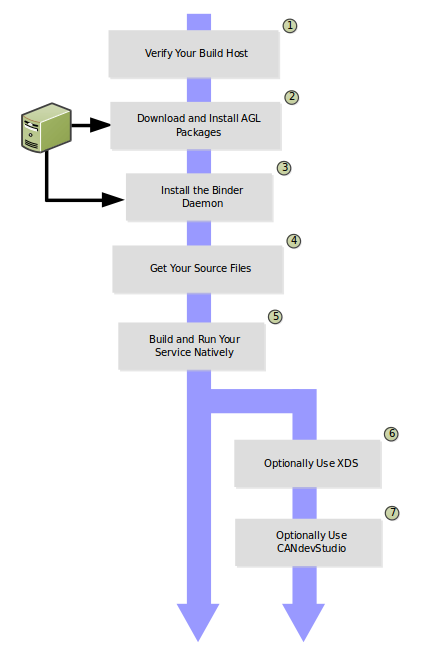 1
Verify Your Build Host
2
Download and Install AGL
Packages
3
Install the Binder
Daemon
4
Get Your Source Files
5
Build and Run Your
Service Natively
6
Optionally Use XDS
7
Optionally Use
CANdevStudio